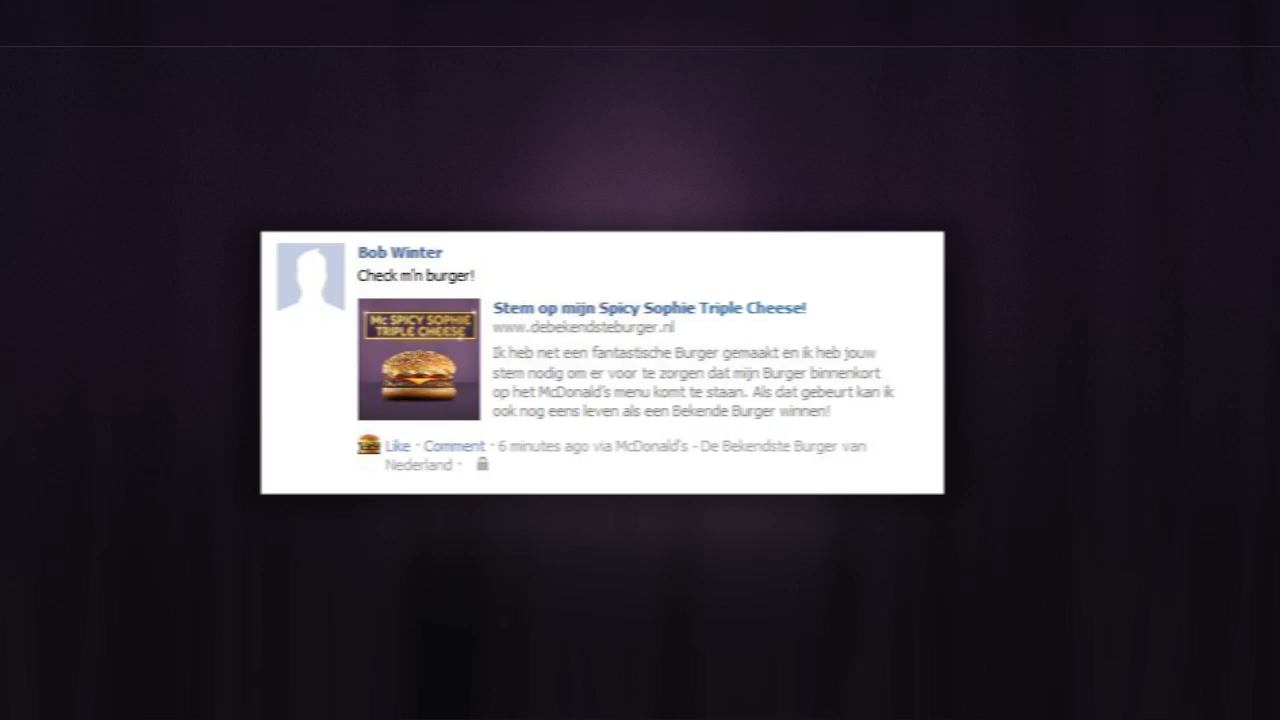 Bob Winter
Check m'n burger!
Mc SPICY SOPHIE
TRIPLE CHEESE
Stem op mijn Spicy Sophie Triple Cheese!
www.debekendsteburger.nl
Ik heb net een fantastische Burger gemaakt en ik heb jouw
stem nodig om er voor te zorgen dat mijn Burger binnenkort
op het McDonald's menu komt te staan. Als dat gebeurt kan ik
ook nog eens leven als een Bekende Burger winnen!
Like · Comment · 6 minutes ago via McDonald's - De Bekendste Burger van
Nederland ·